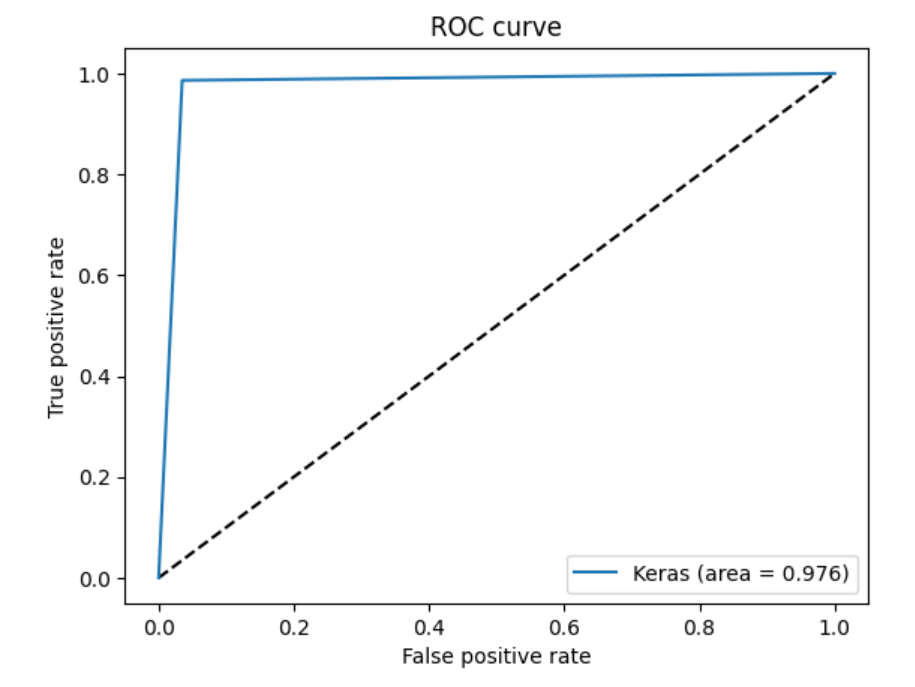 ROC curve
True positive rate
1.0
0.8
0.6
0.4
0.2
0.0
Keras (area = 0.976)
0.0 0.2 0.4 0.6 0.8 1.0
False positive rate